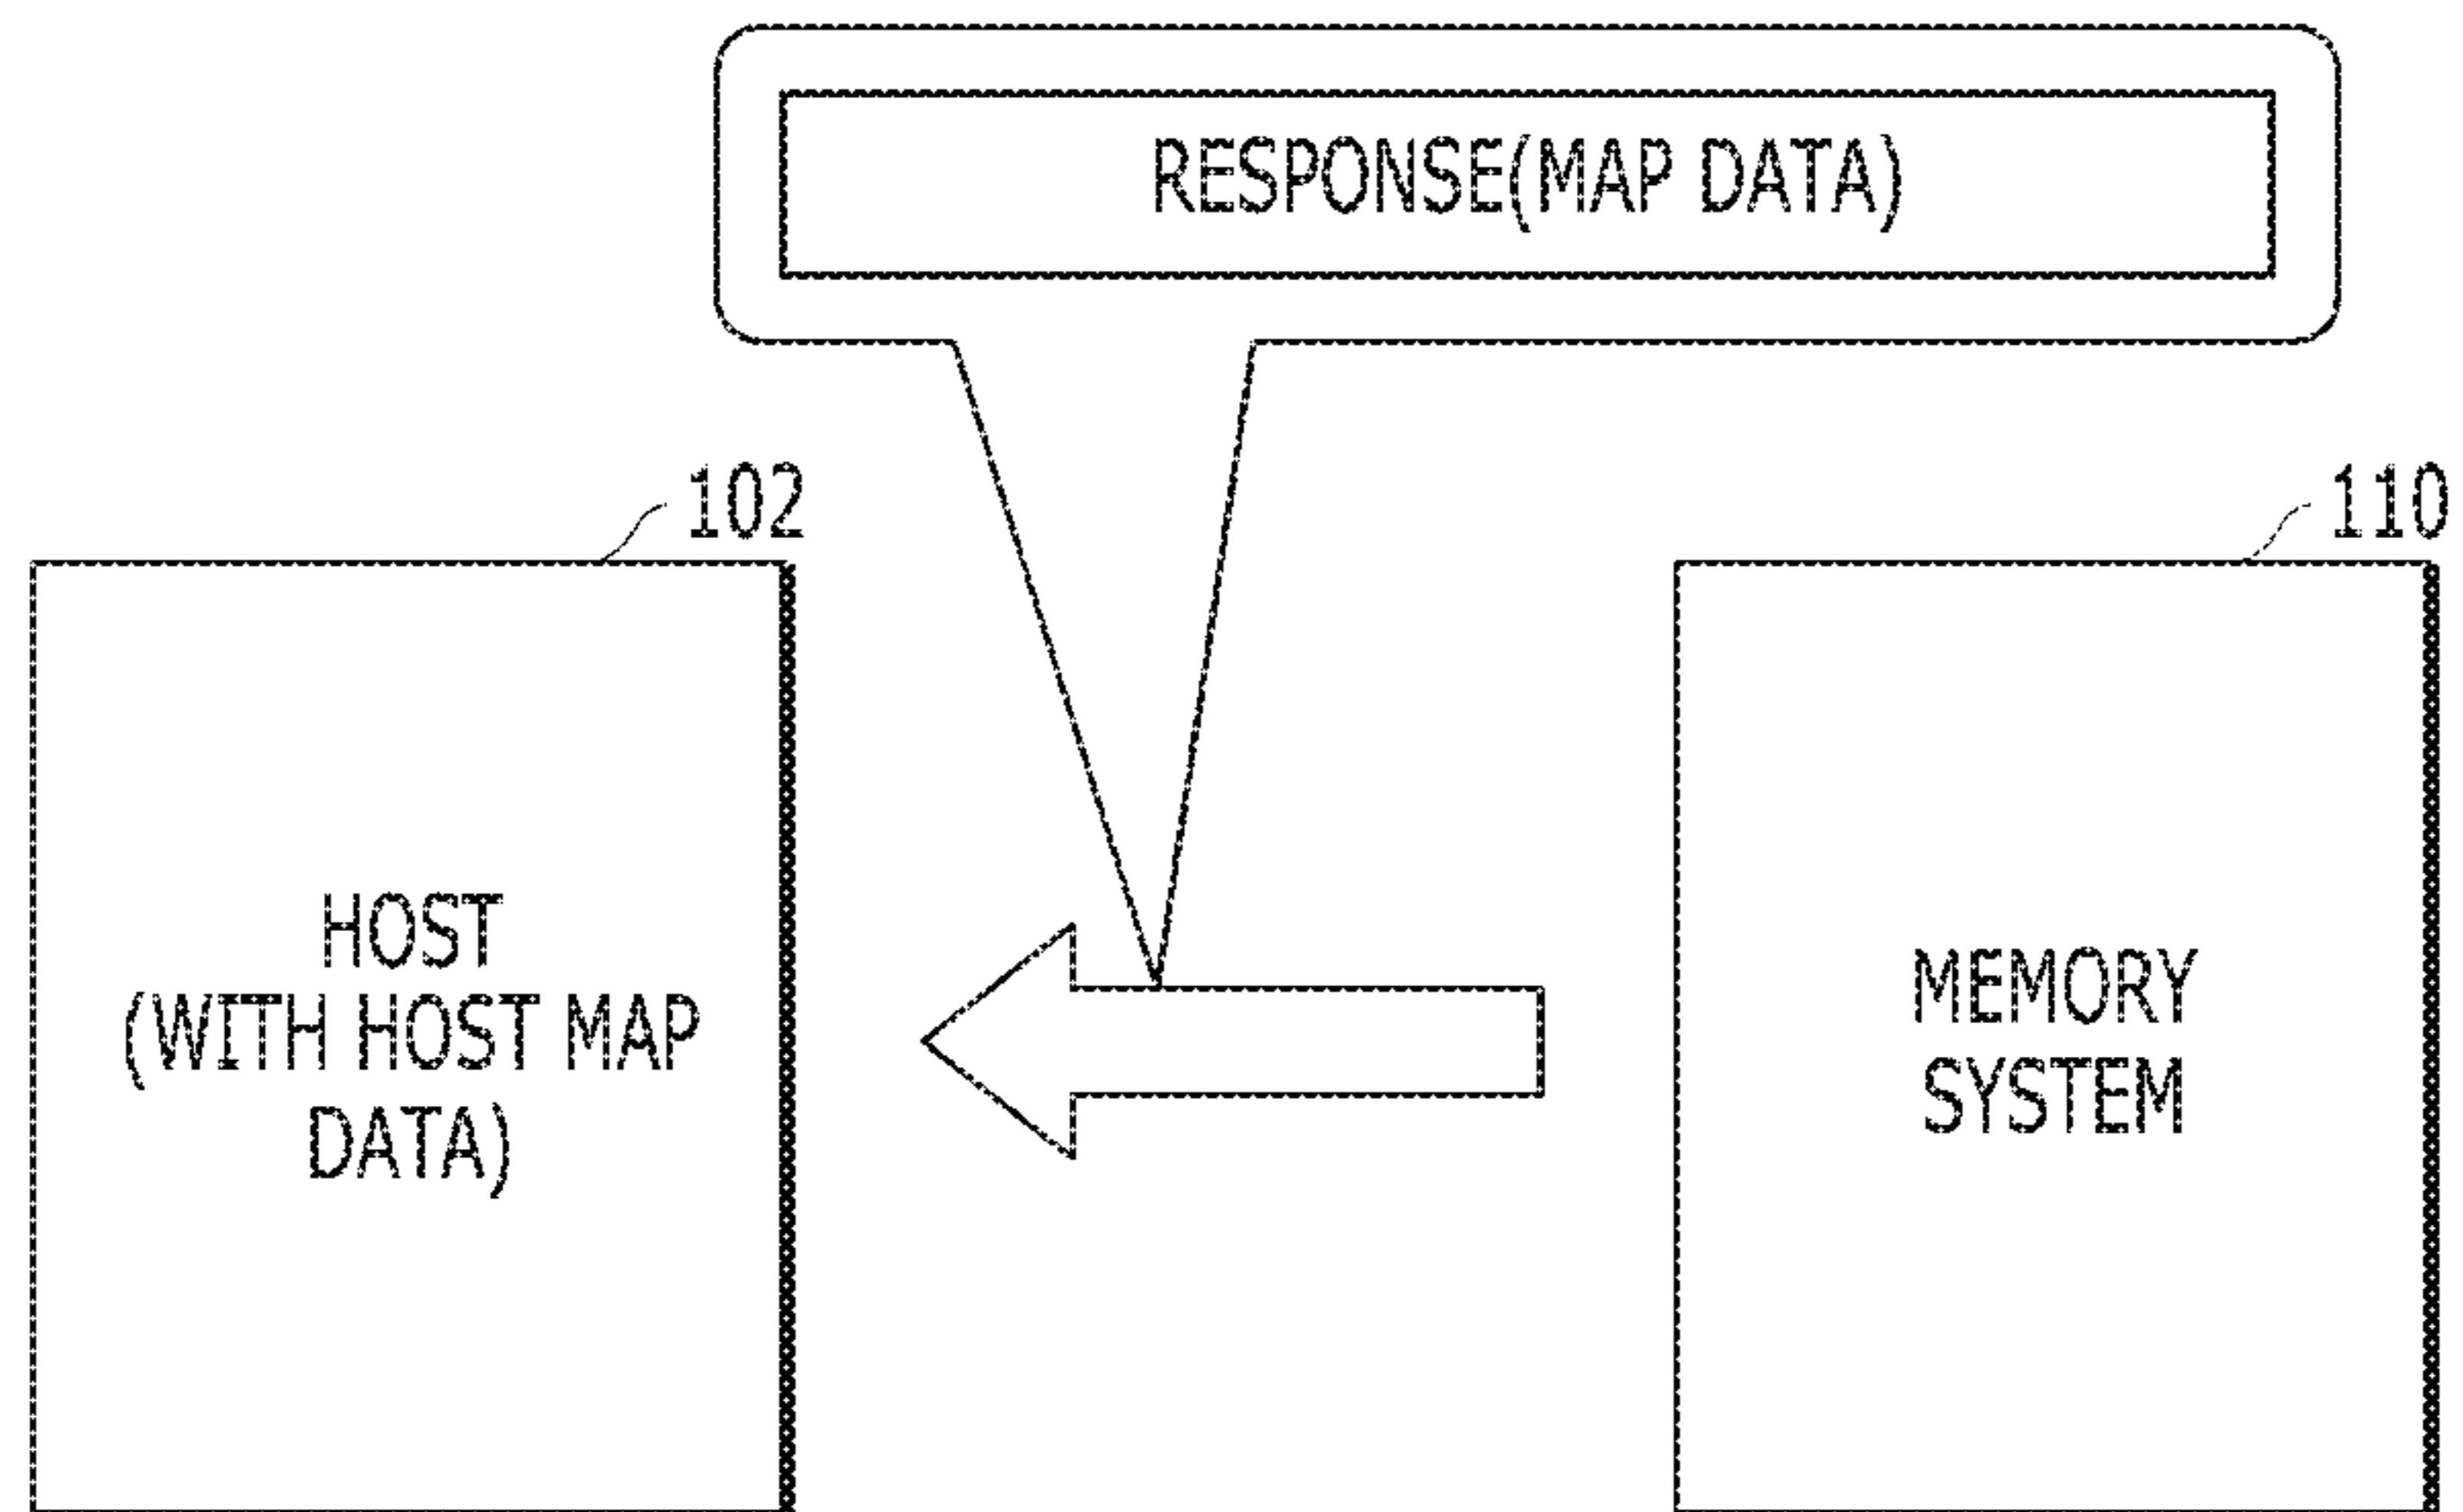 RESPONSE(MAP DATA)
102
110
HOST
(WITH HOST MAP
DATA)
MEMORY
SYSTEM